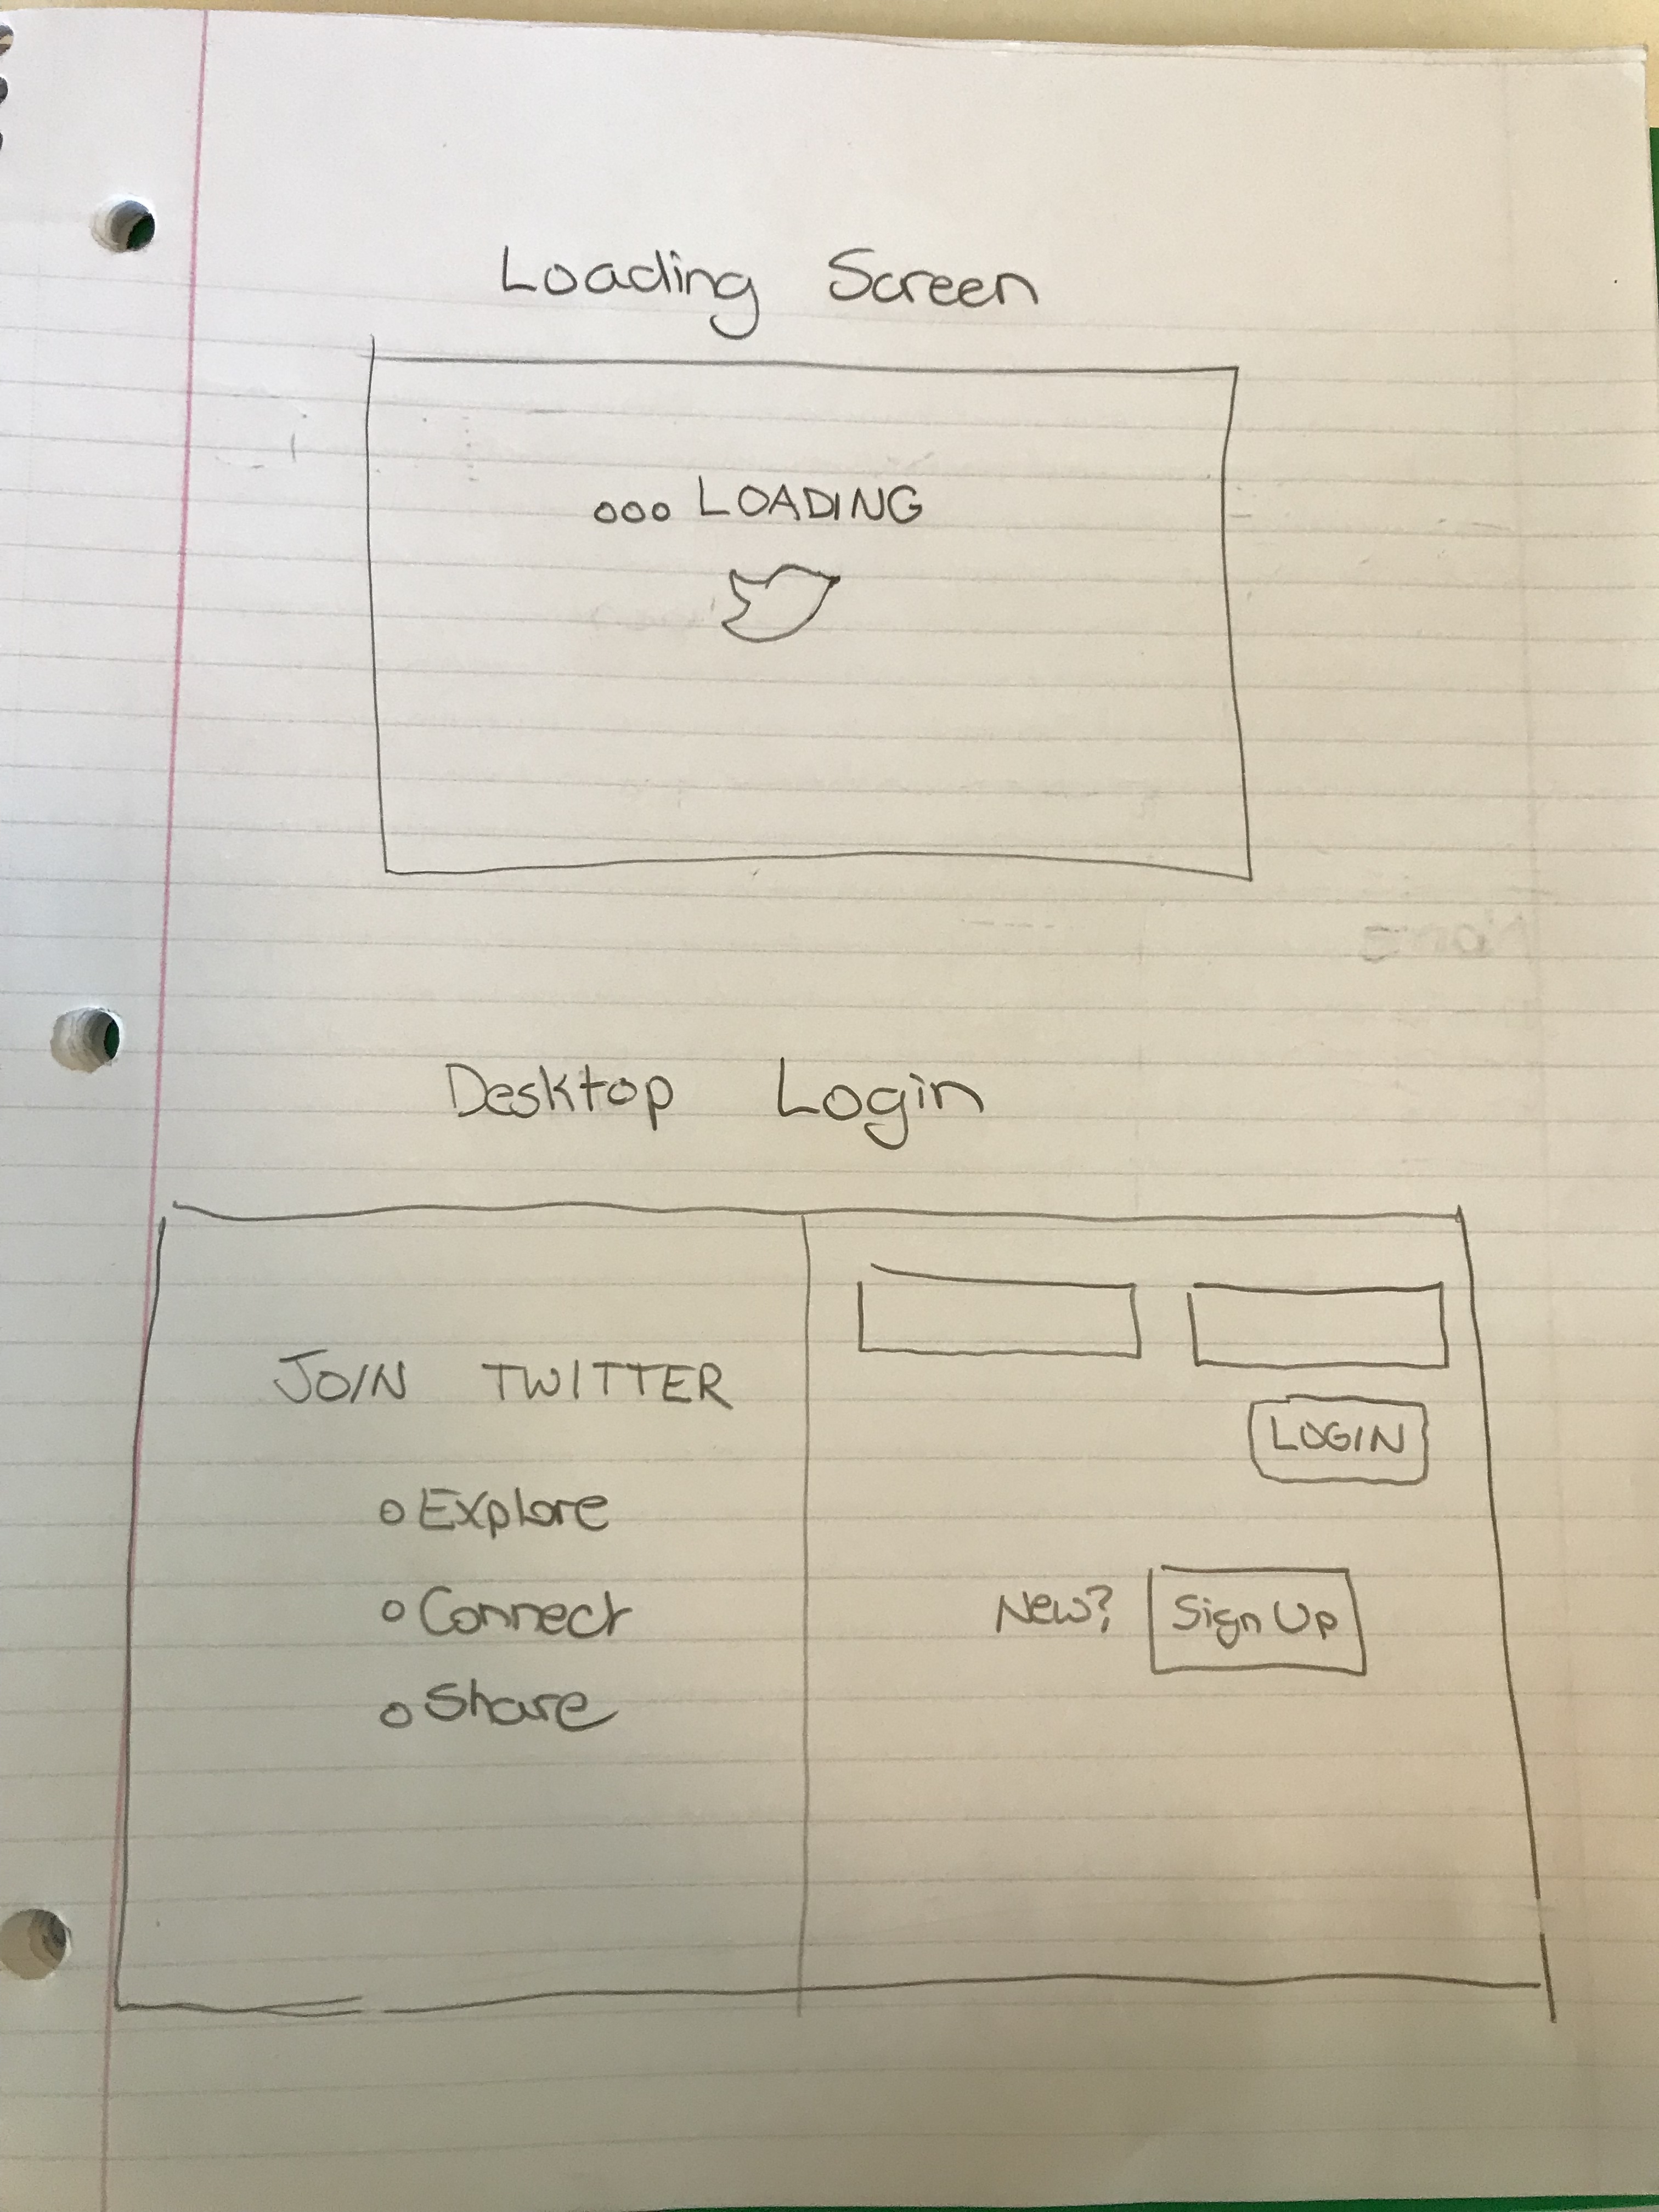 Loading Screen
ooo LOADING
Desktop Login
JOIN TWITTER
o Explore
o Connect
o Share
LOGIN
New? Sign Up